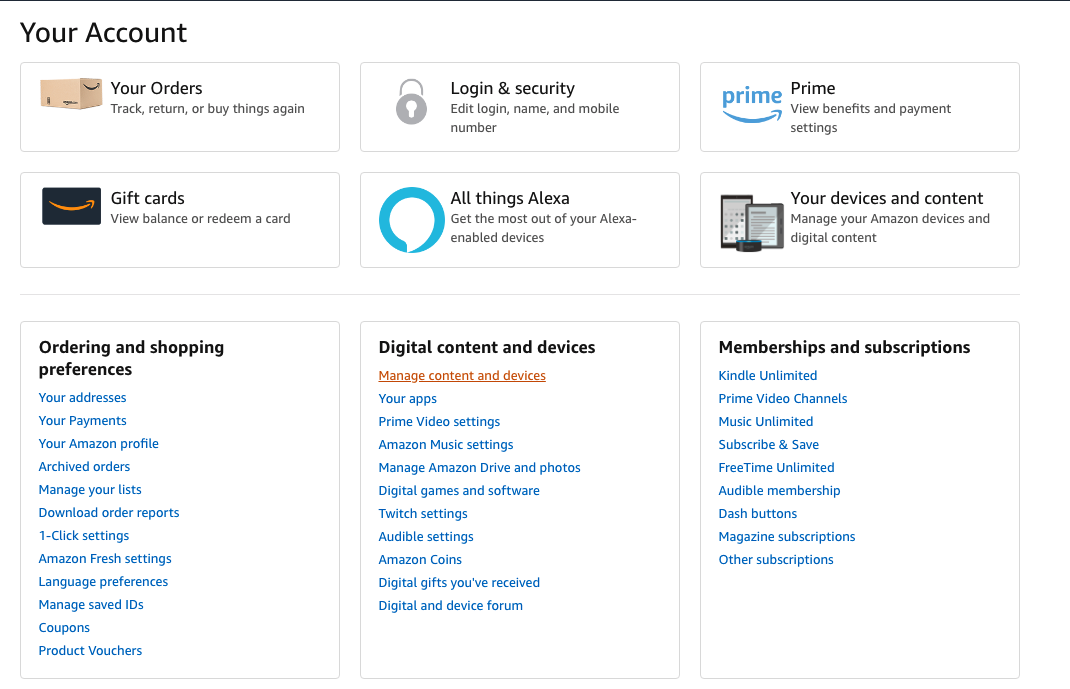 Your Account
Your Orders
Track, return, or buy things again
Login & security
Edit login, name, and mobile
number
prime
Prime
View benefits and payment
settings
Gift cards
View balance or redeem a card
All things Alexa
Get the most out of your Alexa-
enabled devices
Your devices and content
Manage your Amazon devices and
digital content
Ordering and shopping
preferences
Your addresses
Your Payments
Your Amazon profile
Archived orders
Manage your lists
Download order reports
1-Click settings
Amazon Fresh settings
Language preferences
Manage saved IDs
Coupons
Product Vouchers
Digital content and devices
Manage content and devices
Your apps
Prime Video settings
Amazon Music settings
Manage Amazon Drive and photos
Digital games and software
Twitch settings
Audible settings
Amazon Coins
Digital gifts you've received
Digital and device forum
Memberships and subscriptions
Kindle Unlimited
Prime Video Channels
Music Unlimited
Subscribe & Save
FreeTime Unlimited
Audible membership
Dash buttons
Magazine subscriptions
Other subscriptions